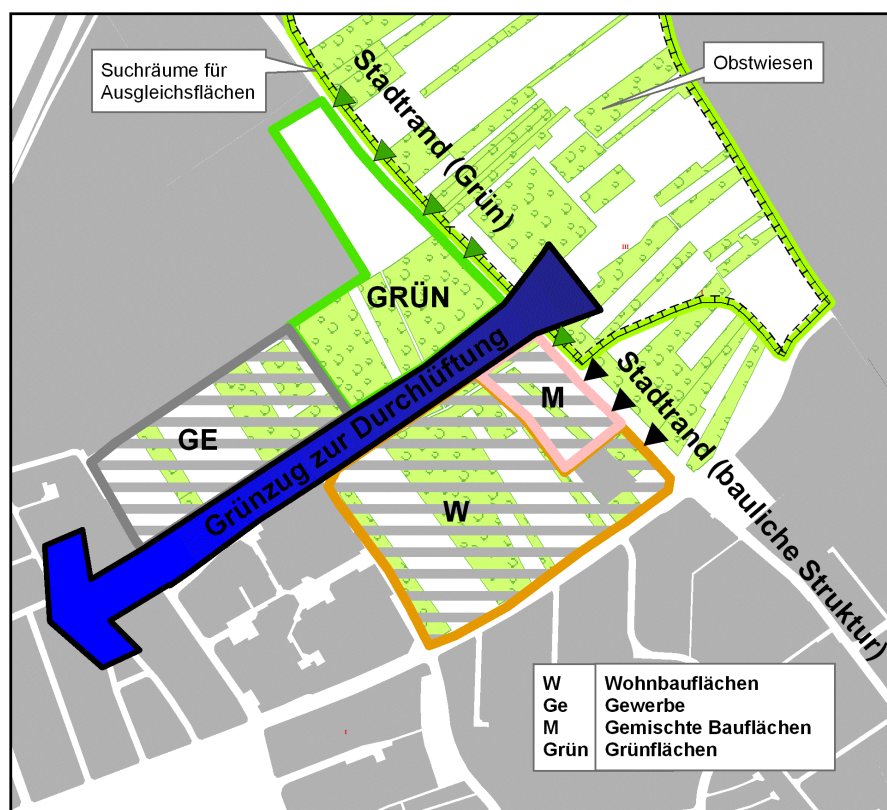 Suchräume für
Ausgleichsflächen
Obstwiesen
Stadtrand (Grün)
GRÜN
Grünzug zur Durchlüftung
GE
M
W
Stadtrand (bauliche Struktur)
W Wohnbauflächen
Ge Gewerbe
M Gemischte Bauflächen
Grün Grünflächen